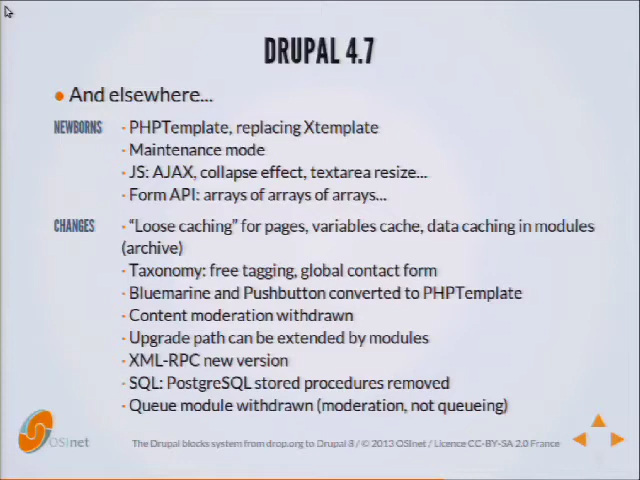 DRUPAL 4.7
And elsewhere...
NEWBORNS - PHPTemplate, replacing Xtemplate
- Maintenance mode
- JS: AJAX, collapse effect, textarea resize...
- Form API: arrays of arrays of arrays...
CHANGES - "Loose caching" for pages, variables cache, data caching in modules
(archive)
- Taxonomy: free tagging, global contact form
- Bluemarine and Pushbutton converted to PHPTemplate
- Content moderation withdrawn
- Upgrade path can be extended by modules
- XML-RPC new version
- SQL: PostgreSQL stored procedures removed
- Queue module withdrawn (moderation, not queueing)
OSInet
The Drupal blocks system from drop.org to Drupal 8 / © 2013 OSInet / Licence CC-BY-SA 2.0 France